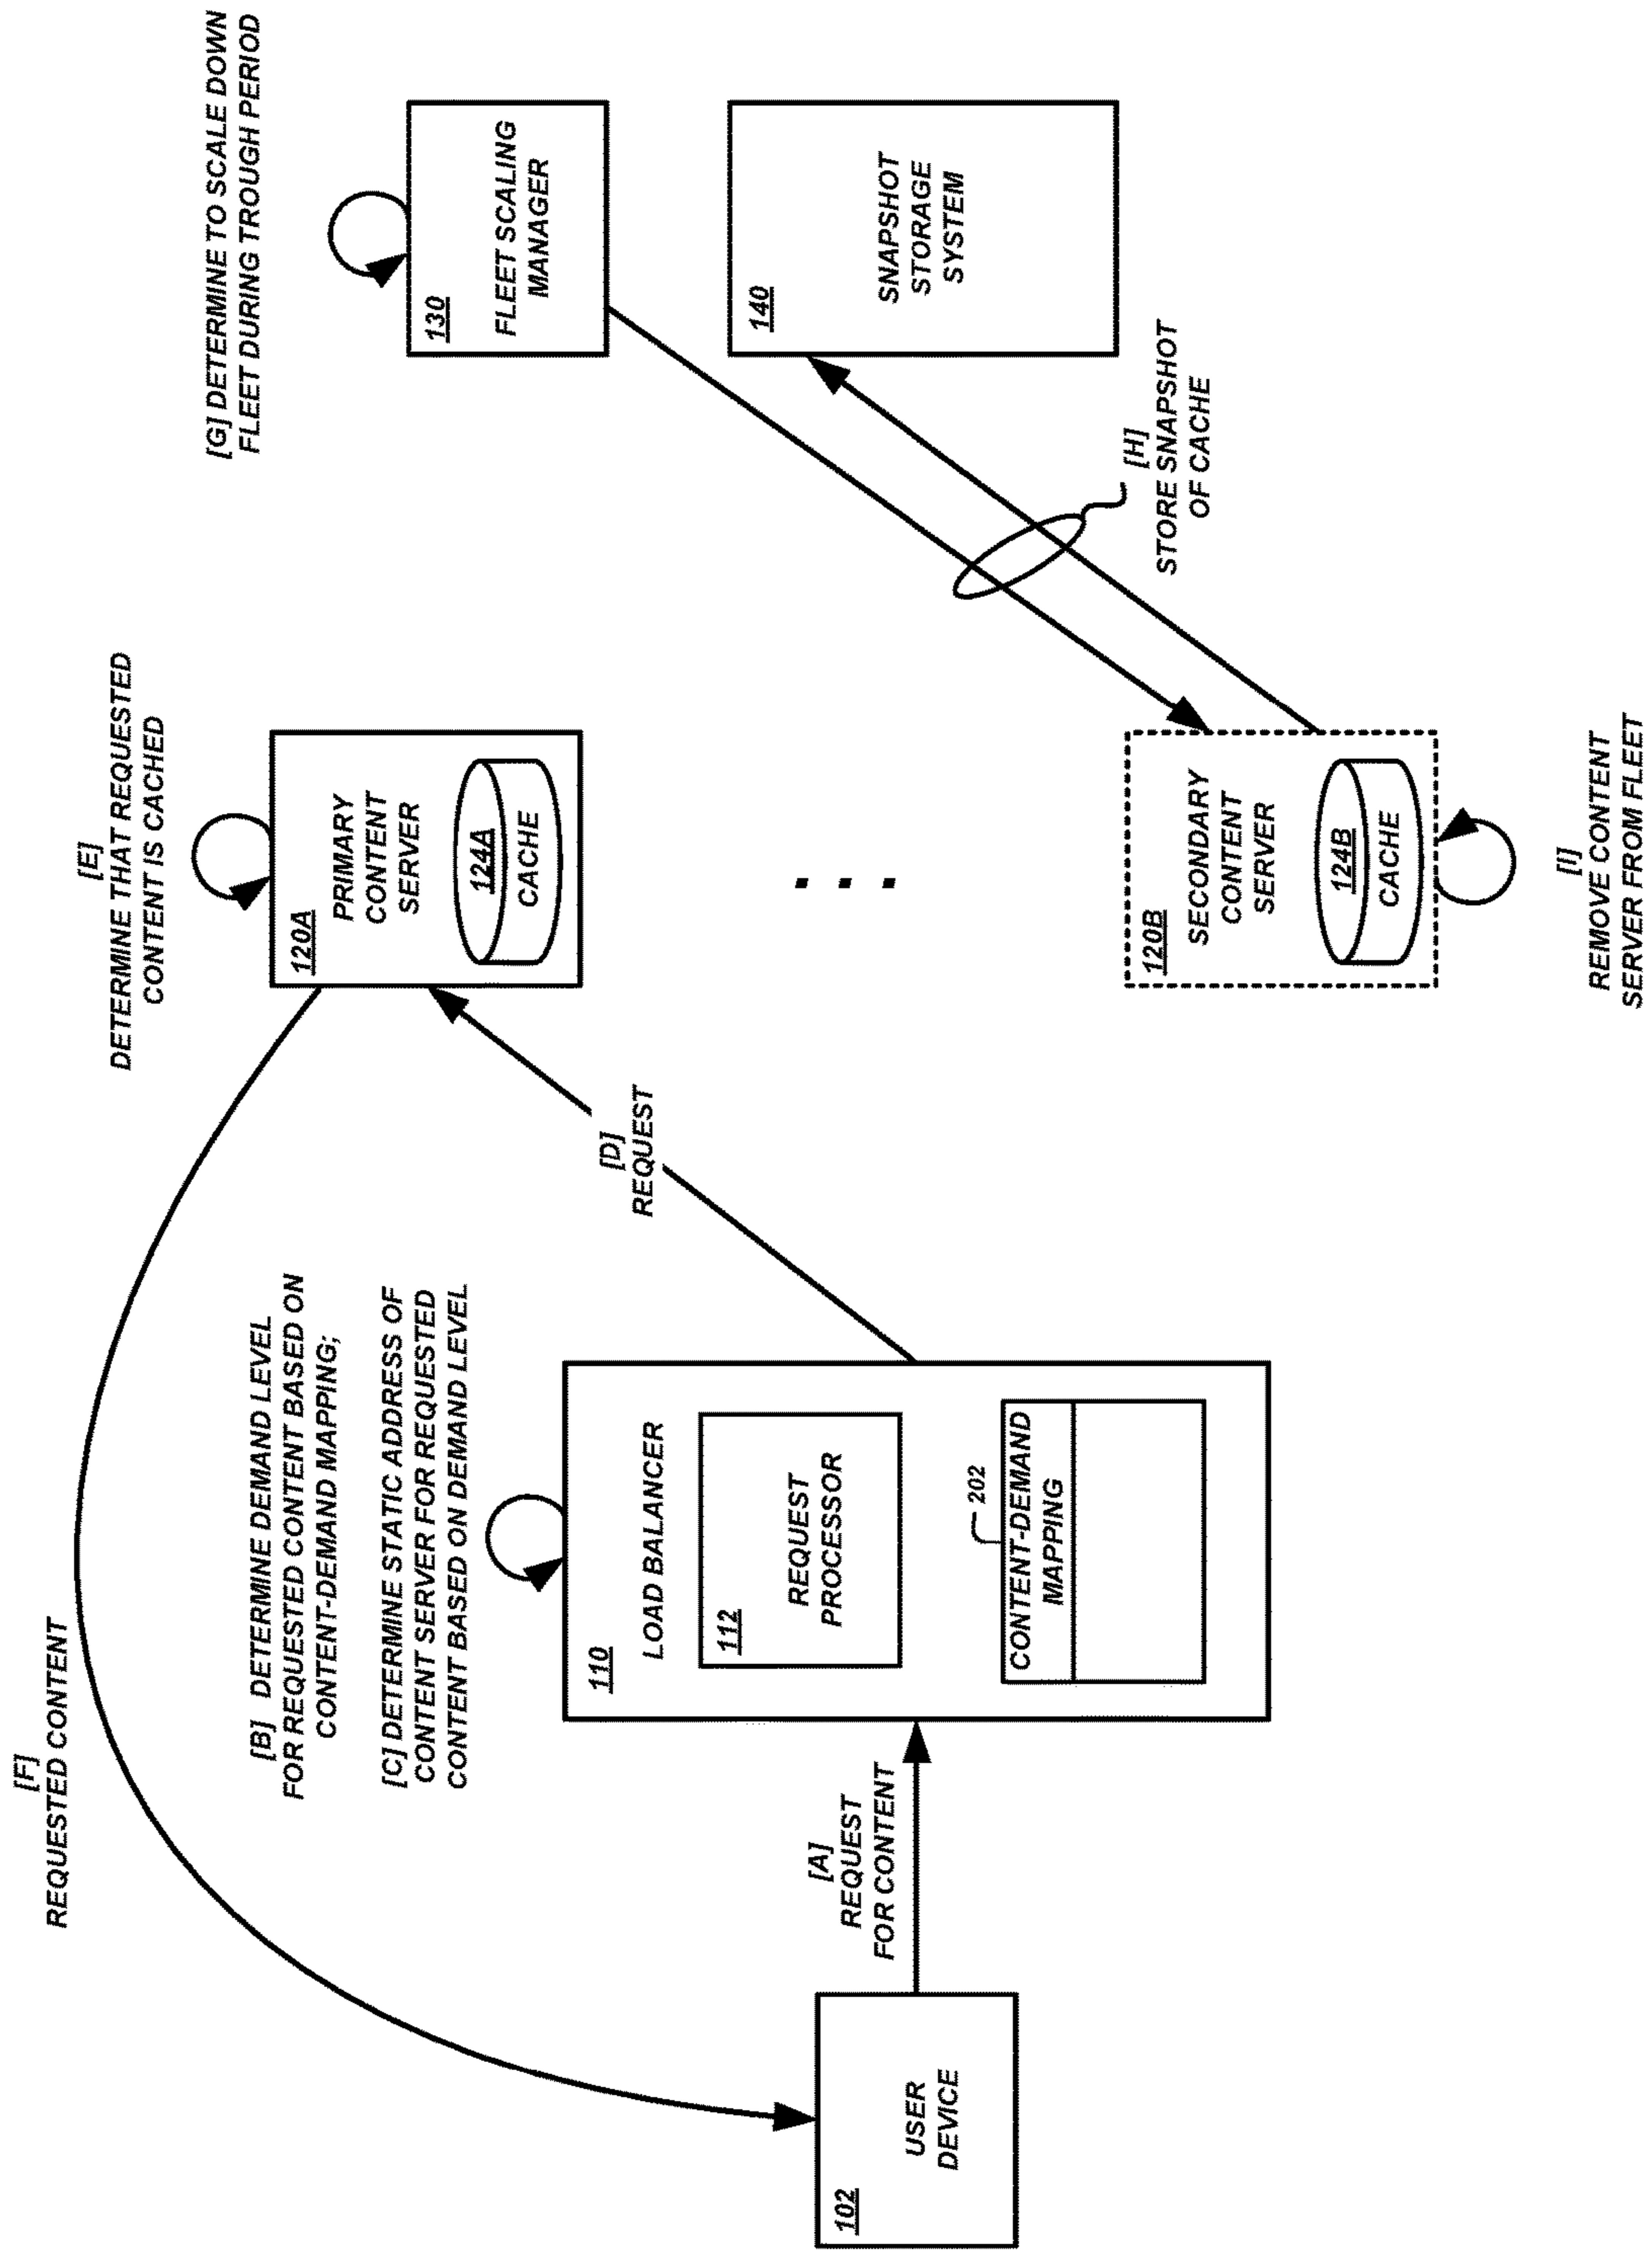 [F]
REQUESTED CONTENT
[B] DETERMINE DEMAND LEVEL
FOR REQUESTED CONTENT BASED ON
CONTENT-DEMAND MAPPING;
[C] DETERMINE STATIC ADDRESS OF
CONTENT SERVER FOR REQUESTED
CONTENT BASED ON DEMAND LEVEL
[E]
DETERMINE THAT REQUESTED
CONTENT IS CACHED
[G] DETERMINE TO SCALE DOWN
FLEET DURING TROUGH PERIOD
102
USER
DEVICE
[A]
REQUEST
FOR CONTENT
110
LOAD BALANCER
112
REQUEST
PROCESSOR
202
CONTENT-DEMAND
MAPPING
[D]
REQUEST
120A
PRIMARY
CONTENT
SERVER
124A
CACHE
. . .
120B
SECONDARY
CONTENT
SERVER
124B
CACHE
[I]
REMOVE CONTENT
SERVER FROM FLEET
130
FLEET SCALING
MANAGER
140
SNAPSHOT
STORAGE
SYSTEM
[H]
STORE SNAPSHOT
OF CACHE